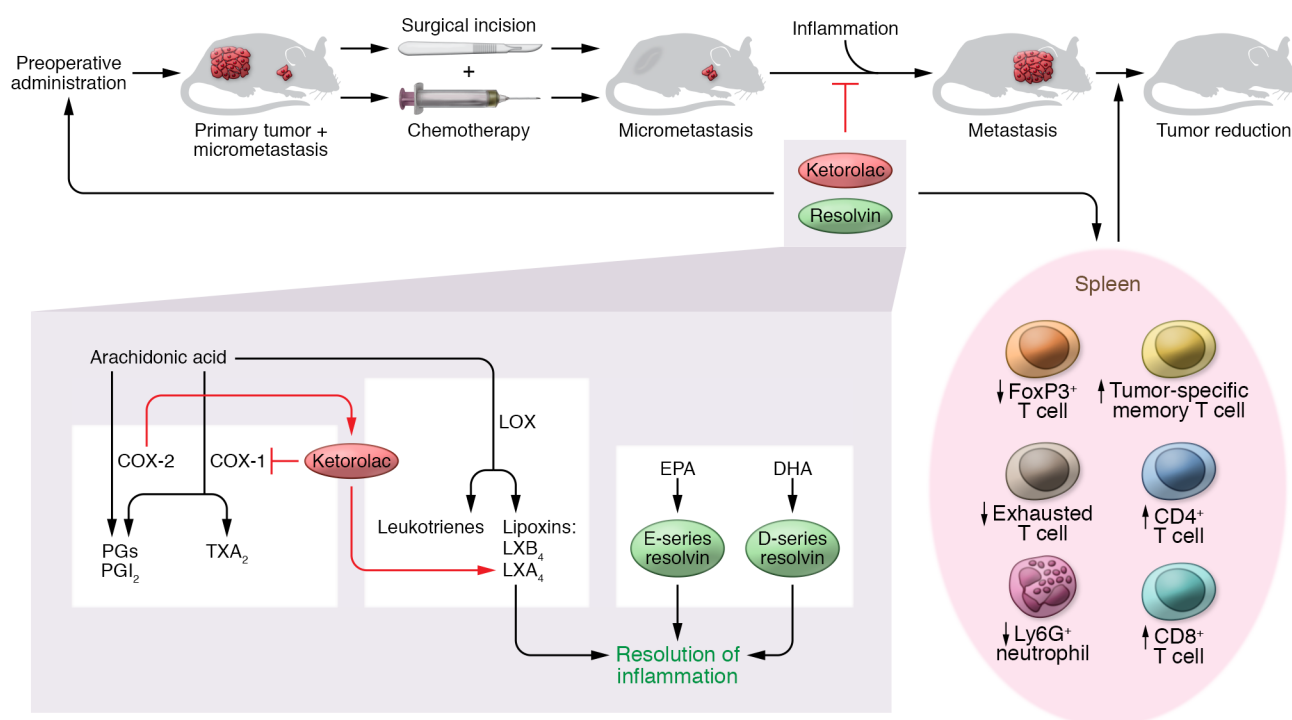 Preoperative
administration
Primary tumor +
micrometastasis
Surgical incision
+
Chemotherapy
Micrometastasis
Inflammation
Metastasis
Tumor reduction
Ketorolac
Resolvin
Arachidonic acid
COX-2
COX-1
Ketorolac
LOX
PGs
PGI₂
TXA₂
Leukotrienes
Lipoxins:
LXB₄
LXA₄
EPA
DHA
E-series
resolvin
D-series
resolvin
Resolution of
inflammation
Spleen
↓ FoxP3⁺
T cell
↑ Tumor-specific
memory T cell
↓ Exhausted
T cell
↑ CD4⁺
T cell
↓ Ly6G⁺
neutrophil
↑ CD8⁺
T cell